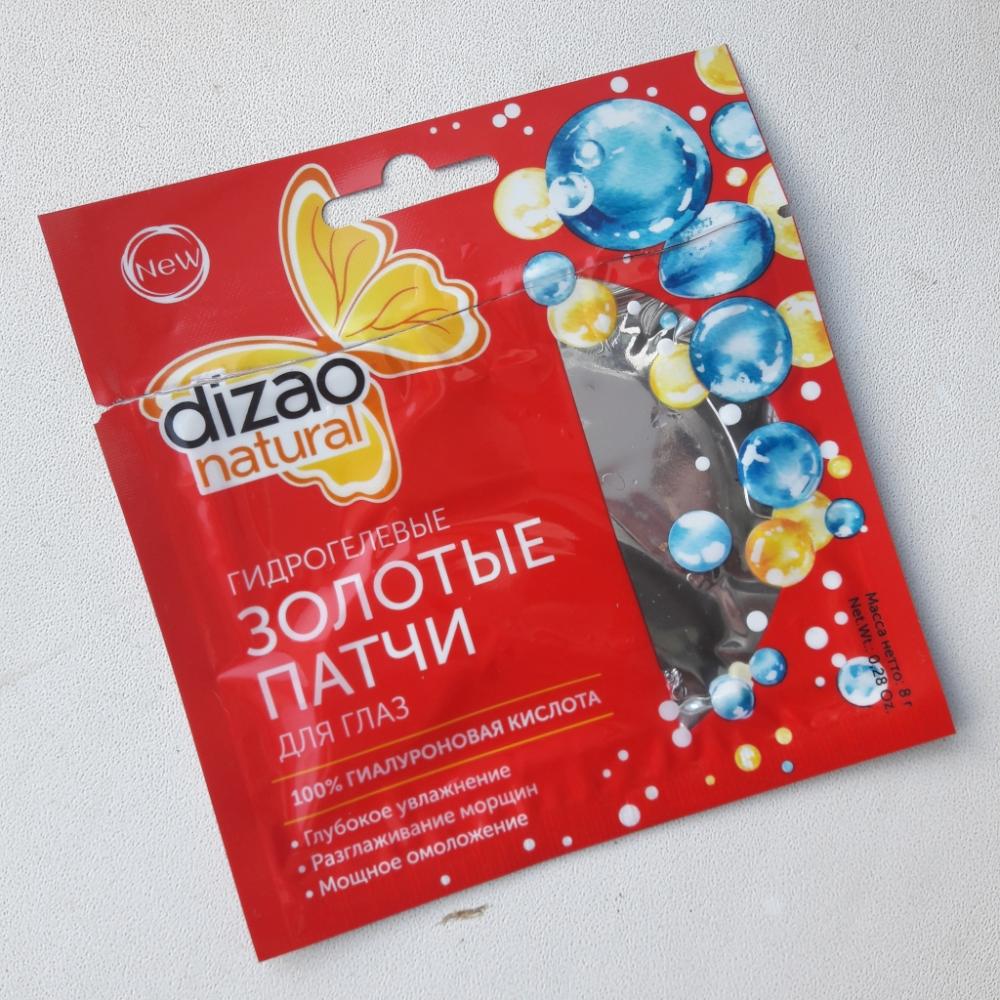 New
dizao
natural
ГИДРОГЕЛЕВЫЕ
ЗОЛОТЫЕ
ПАТЧИ
ДЛЯ ГЛАЗ
100% ГИАЛУРОНОВАЯ КИСЛОТА
• Глубокое увлажнение
• Разглаживание морщин
• Мощное омоложение
Масса нетто: 8 г
Net.Wt.: 0,28 Oz.